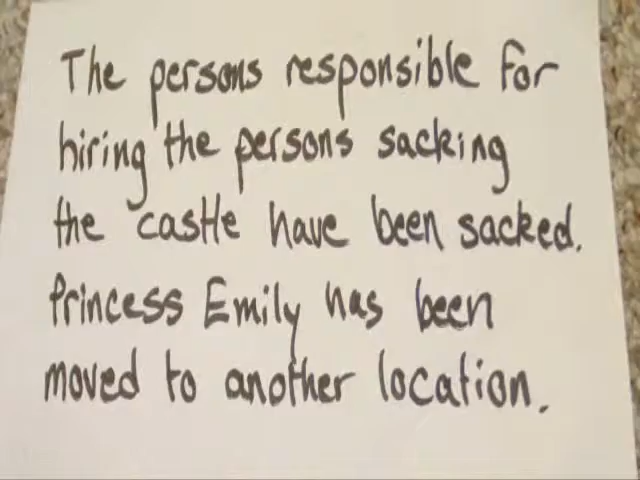 The persons responsible for
hiring the persons sacking
the castle have been sacked.
Princess Emily has been
moved to another location.